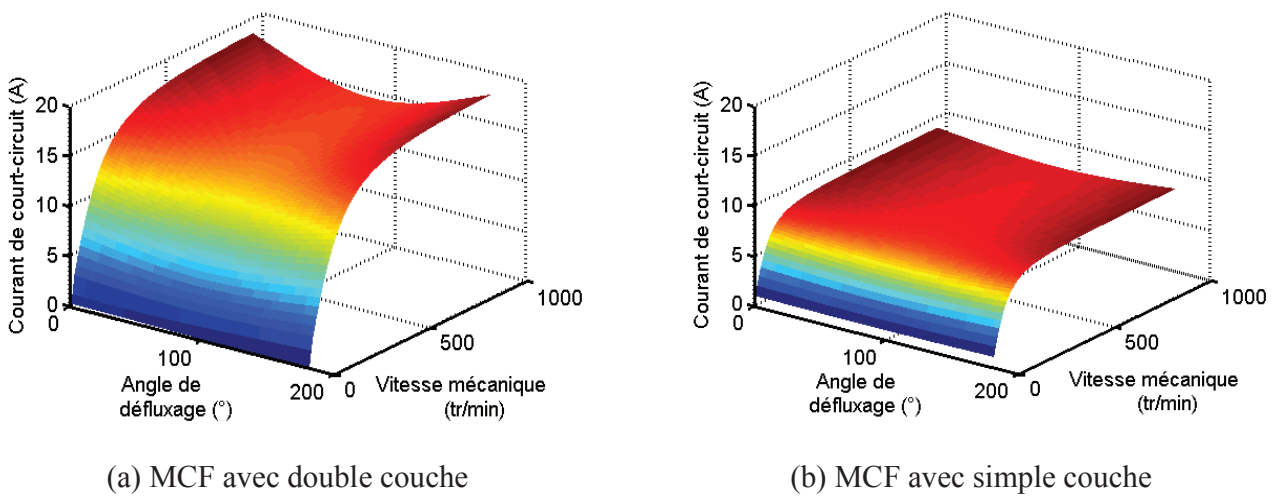 Courant de court-circuit (A)
20
15
10
5
0
0
100
200
Angle de
défluxage (°)
0
500
1000
Vitesse mécanique
(tr/min)
(a) MCF avec double couche
Courant de court-circuit (A)
20
15
10
5
0
0
100
200
Angle de
défluxage (°)
0
500
1000
Vitesse mécanique
(tr/min)
(b) MCF avec simple couche